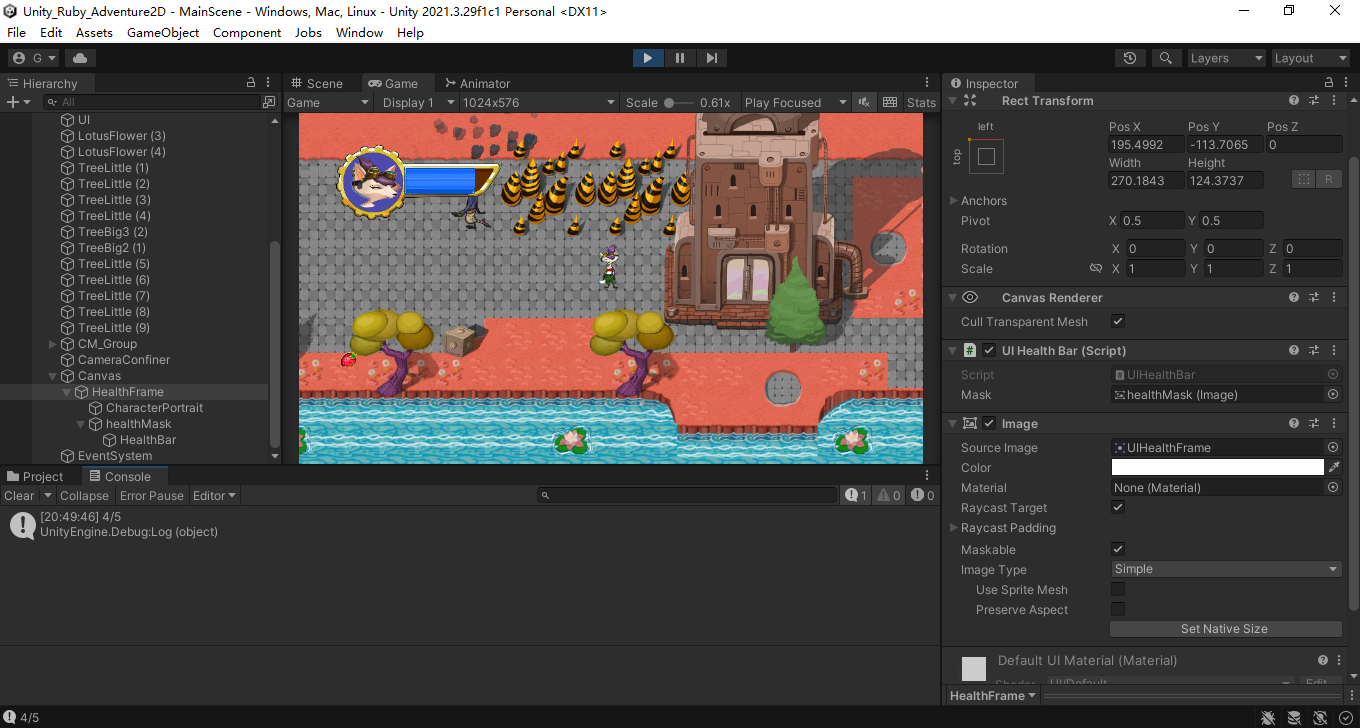 Unity_Ruby_Adventure2D - MainScene - Windows, Mac, Linux - Unity 2021.3.29f1c1 Personal <DX11>
File Edit Assets GameObject Component Jobs Window Help
G
Layers
Layout
Hierarchy
All
UI
LotusFlower (3)
LotusFlower (4)
TreeLittle (1)
TreeLittle (2)
TreeLittle (3)
TreeLittle (4)
TreeBig3 (2)
TreeBig2 (1)
TreeLittle (5)
TreeLittle (6)
TreeLittle (7)
TreeLittle (8)
TreeLittle (9)
CM_Group
CameraConfiner
Canvas
HealthFrame
CharacterPortrait
healthMask
HealthBar
EventSystem
Scene Game Animator
Game Display 1 1024x576 Scale 0.61x Play Focused Stats
Project Console
Clear Collapse Error Pause Editor 1 0 0
[20:49:46] 4/5
UnityEngine.Debug:Log (object)
Inspector
Rect Transform
left
top
Pos X Pos Y Pos Z
195.4992 -113.7065 0
Width Height
270.1843 124.3737
R
Anchors
Pivot X 0.5 Y 0.5
Rotation X 0 Y 0 Z 0
Scale X 1 Y 1 Z 1
Canvas Renderer
Cull Transparent Mesh
UI Health Bar (Script)
Script UIHealthBar
Mask healthMask (Image)
Image
Source Image UIHealthFrame
Color
Material None (Material)
Raycast Target
Raycast Padding
Maskable
Image Type Simple
Use Sprite Mesh
Preserve Aspect
Set Native Size
Default UI Material (Material)
Shader UI/Default Edit
HealthFrame
4/5